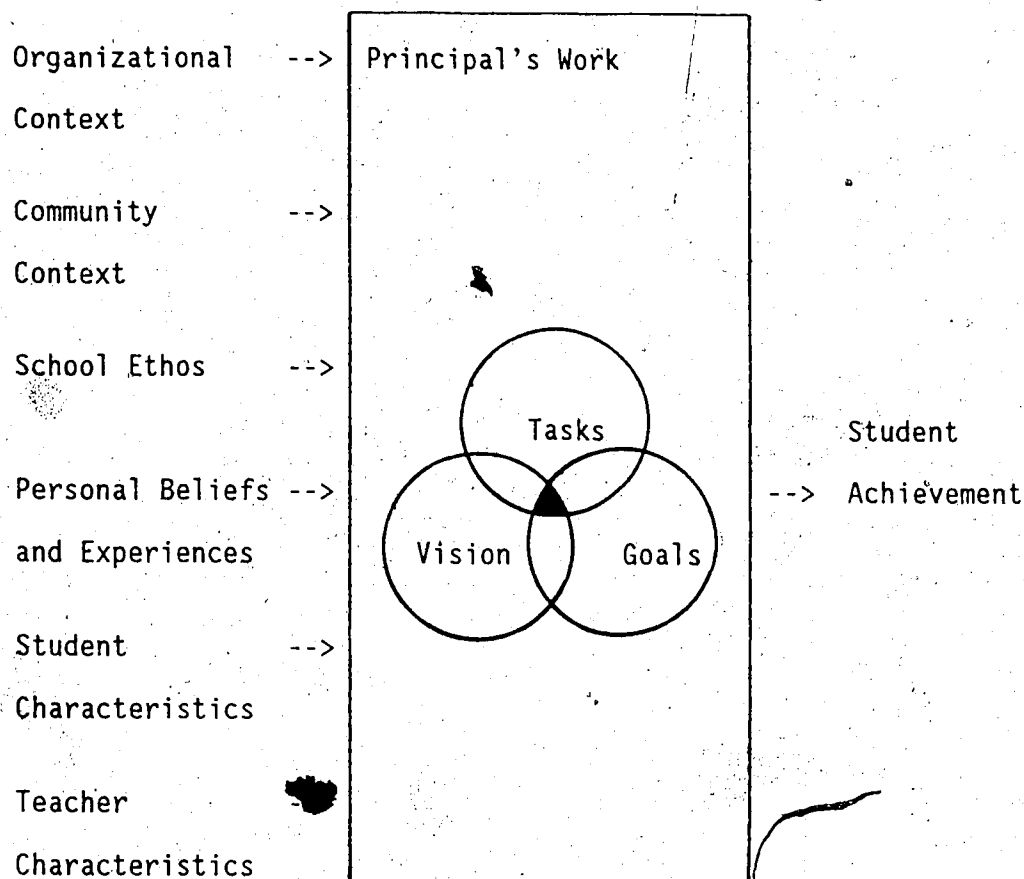 Organizational --> Principal's Work
Context
Community -->
Context
School Ethos -->
Tasks
Student
Personal Beliefs --> --> Achievement
and Experiences Vision Goals
Student -->
Characteristics
Teacher
Characteristics